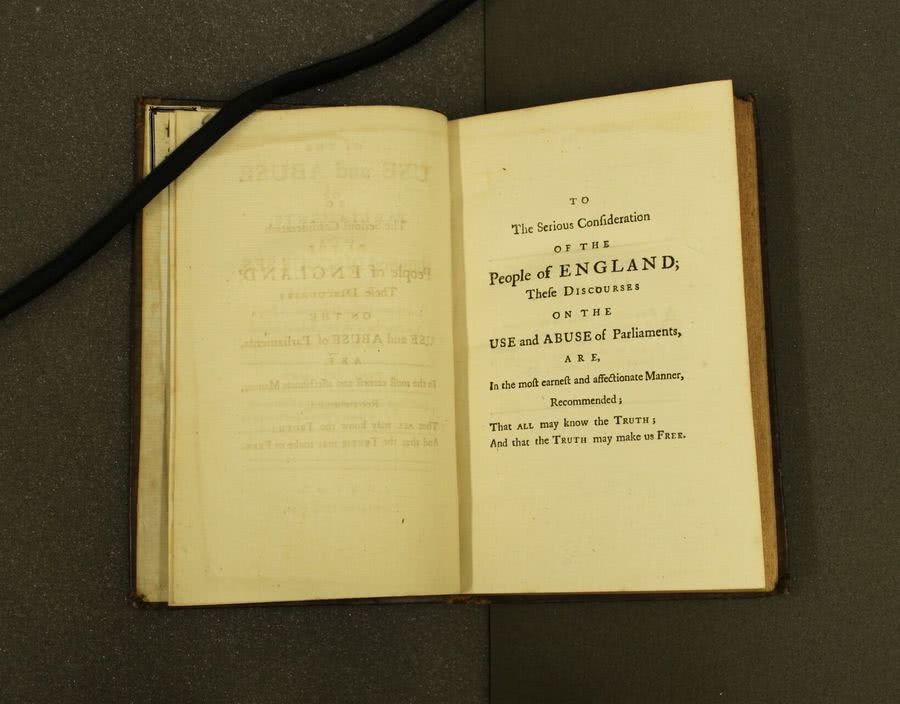 TO
The Serious Conſideration
OF THE
People of ENGLAND;
Theſe DISCOURSES
ON THE
USE and ABUSE of Parliaments,
ARE,
In the moſt earneſt and affectionate Manner,
Recommended;
That ALL may know the TRUTH;
And that the TRUTH may make us FREE.